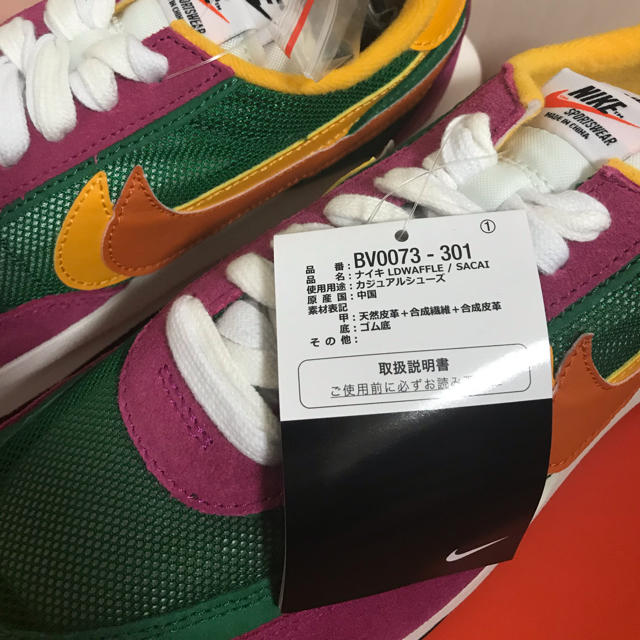 NIKE
SPORTSWEAR
MADE IN CHINA
①
品 番: BV0073 - 301
品 名: ナイキ LDWAFFLE / SACAI
使用用途: カジュアルシューズ
原 産 国: 中国
素材表記
甲: 天然皮革+合成繊維+合成皮革
底: ゴム底
そ の 他:
取扱説明書
ご使用前に必ずお読み